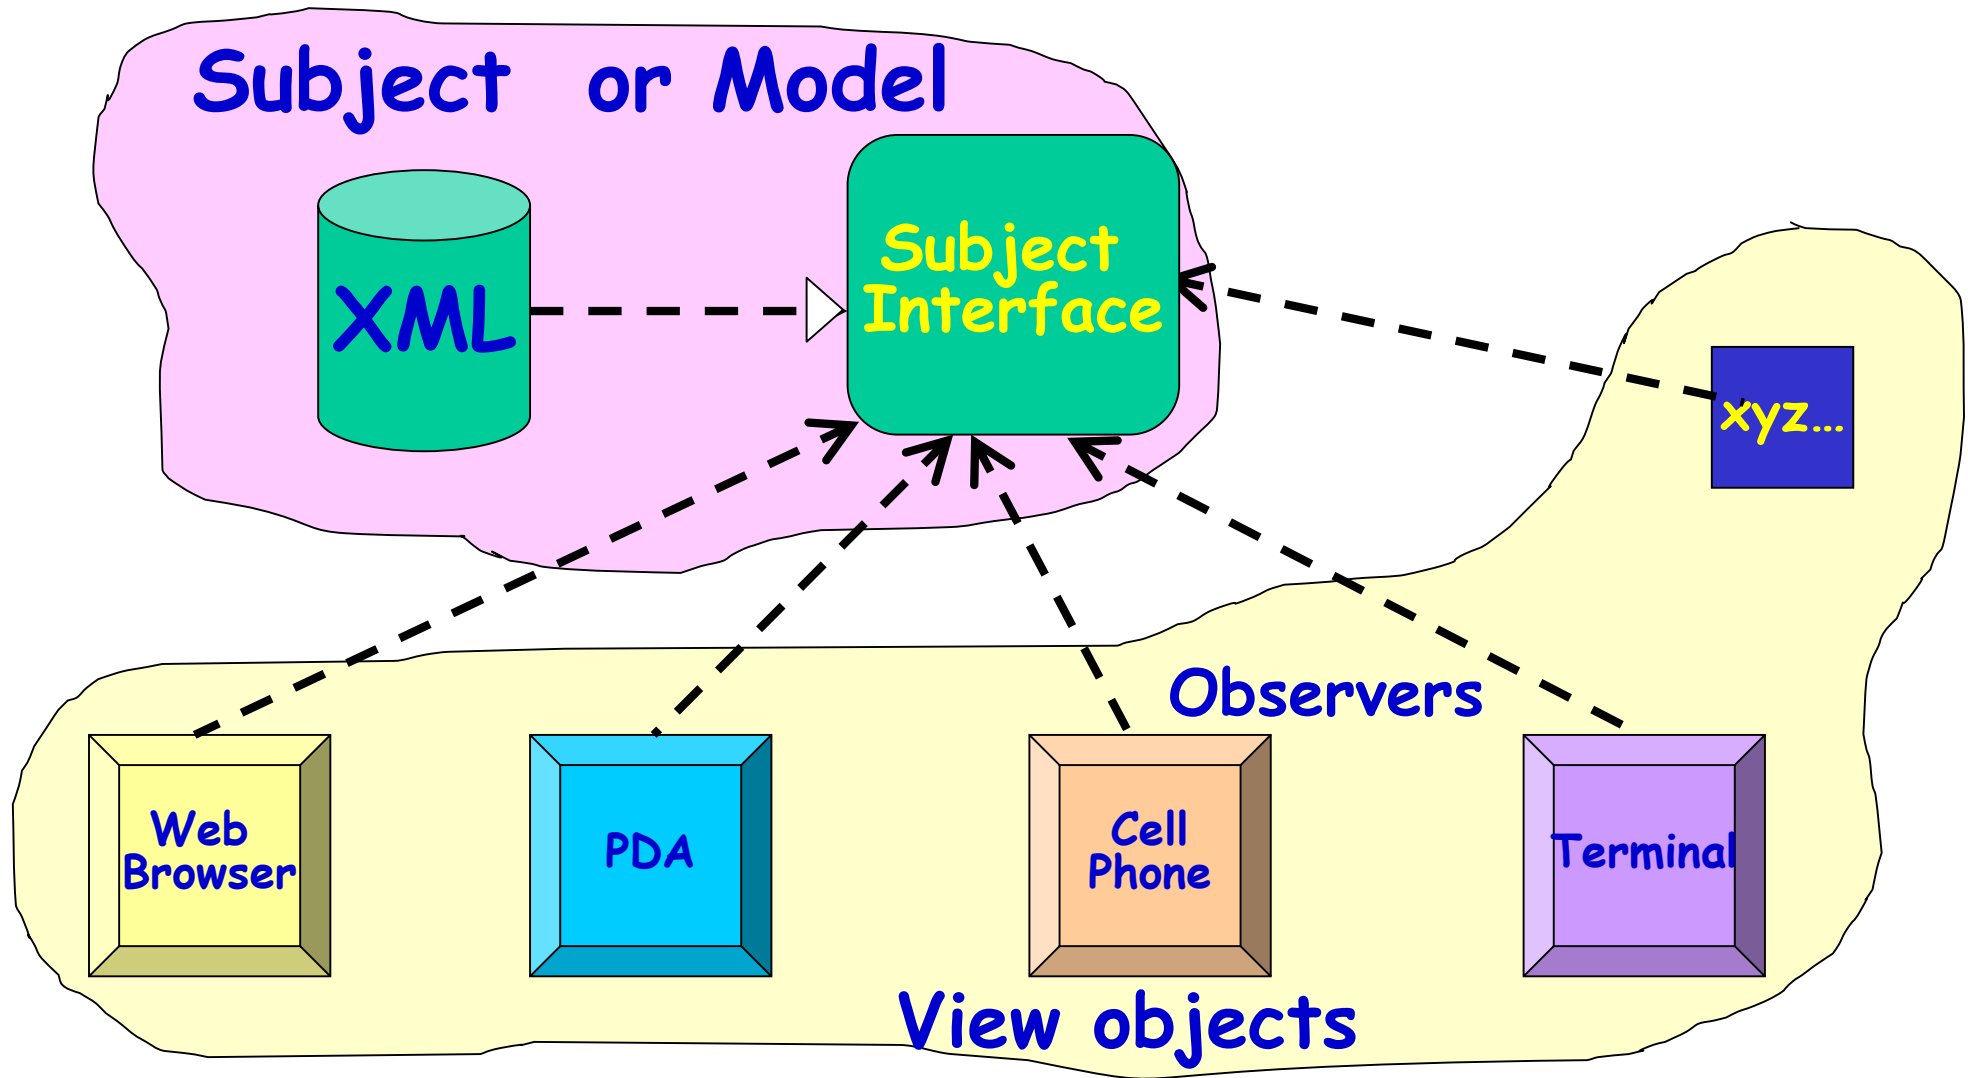 Subject or Model
XML
Subject
Interface
xyz...
Observers
Web
Browser
PDA
Cell
Phone
Terminal
View objects